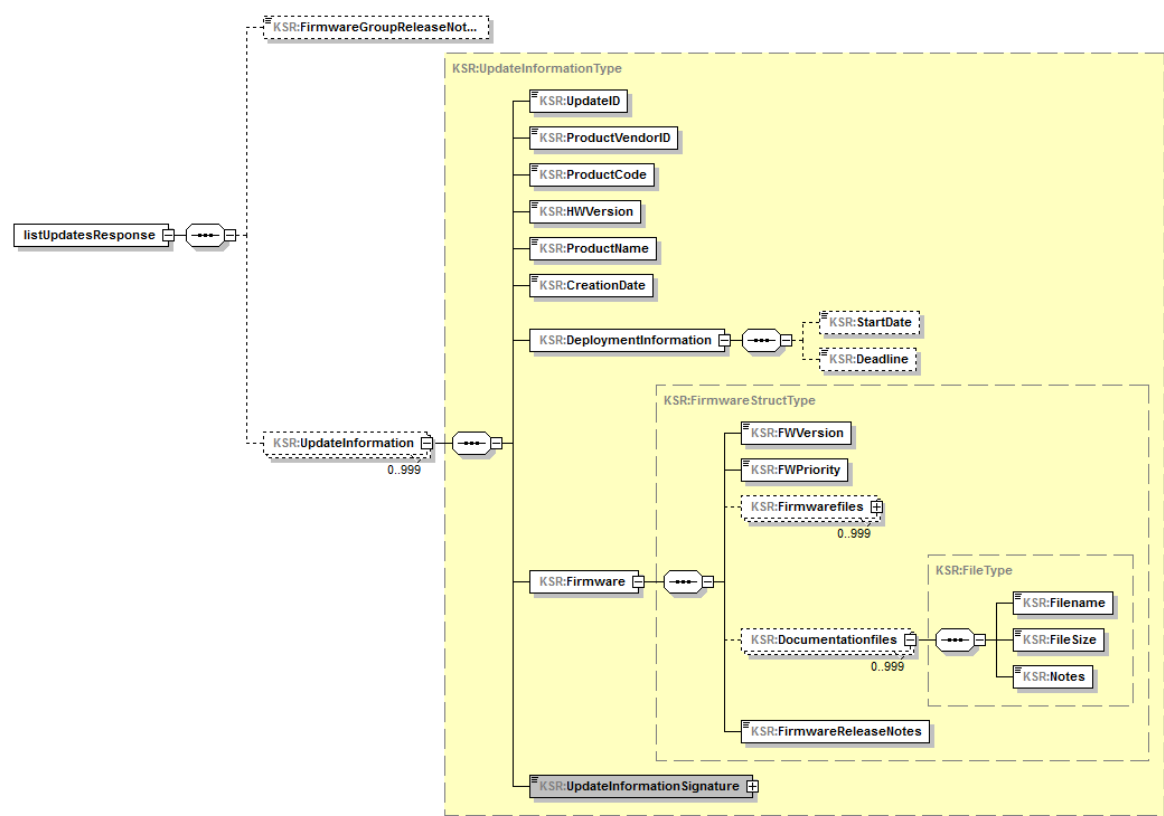 KSR:FirmwareGroupReleaseNot...
KSR:UpdateInformationType
KSR:UpdateID
KSR:ProductVendorID
KSR:ProductCode
KSR:HWVersion
listUpdatesResponse
KSR:ProductName
KSR:CreationDate
KSR:StartDate
KSR:DeploymentInformation
KSR:Deadline
KSR:FirmwareStructType
KSR:FWVersion
KSR:UpdateInformation
0..999
KSR:FWPriority
KSR:Firmwarefiles
0..999
KSR:FileType
KSR:Firmware
KSR:Filename
KSR:Documentationfiles
0..999
KSR:FileSize
KSR:Notes
KSR:FirmwareReleaseNotes
KSR:UpdateInformationSignature